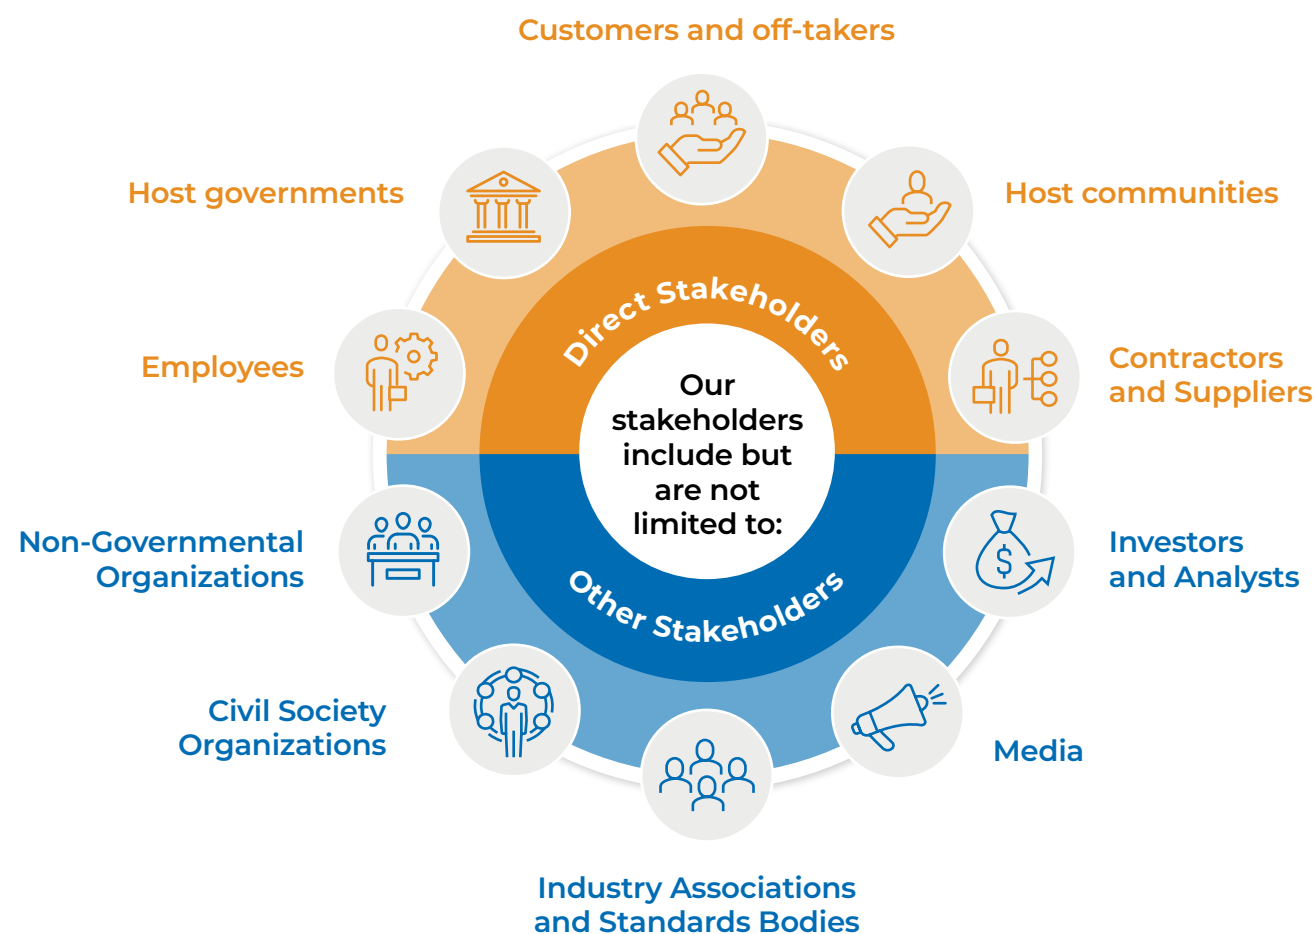 Customers and off-takers
Host governments
Host communities
Direct Stakeholders
Employees
Contractors
and Suppliers
Our
stakeholders
include but
are not
limited to:
Non-Governmental
Organizations
Investors
and Analysts
Other Stakeholders
Civil Society
Organizations
Media
Industry Associations
and Standards Bodies
$